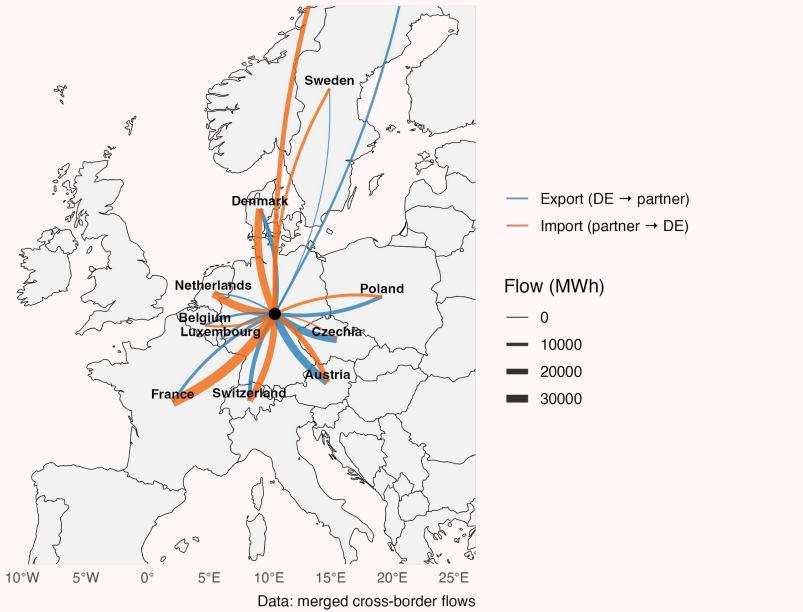 Sweden
Denmark
Netherlands
Poland
Belgium
Luxembourg
Czechia
Austria
France
Switzerland
Export (DE → partner)
Import (partner → DE)
Flow (MWh)
0
10000
20000
30000
10°W 5°W 0° 5°E 10°E 15°E 20°E 25°E
Data: merged cross-border flows